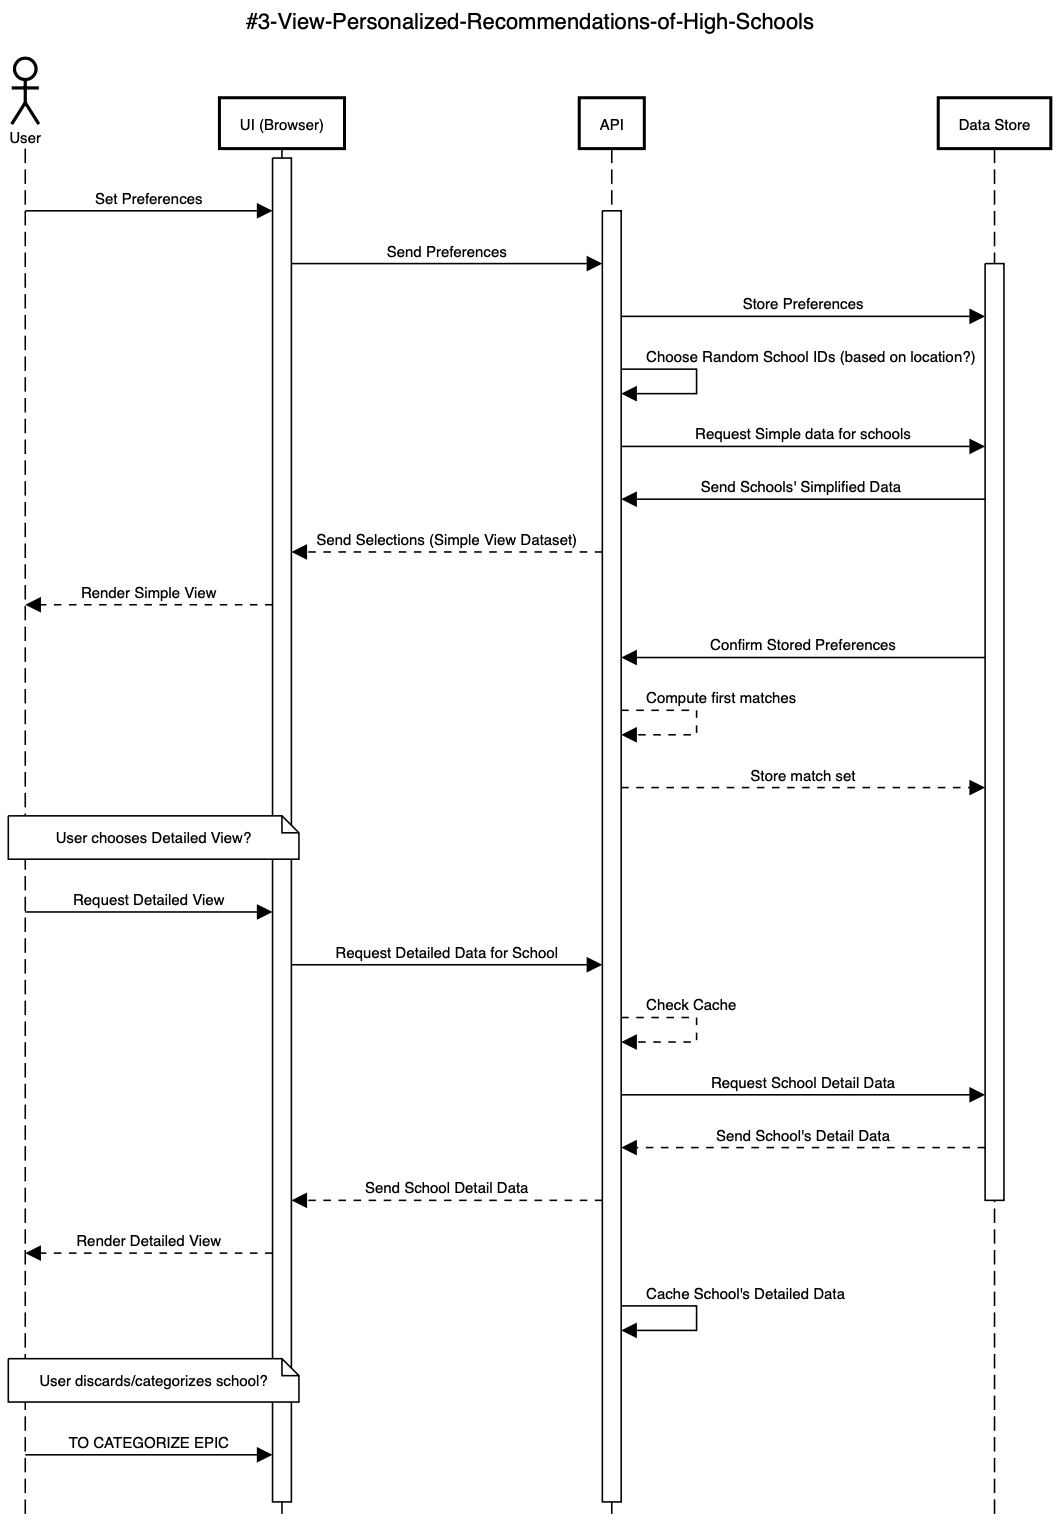 #3-View-Personalized-Recommendations-of-High-Schools
User
UI (Browser)
API
Data Store
Set Preferences
Send Preferences
Store Preferences
Choose Random School IDs (based on location?)
Request Simple data for schools
Send Schools' Simplified Data
Send Selections (Simple View Dataset)
Render Simple View
Confirm Stored Preferences
Compute first matches
Store match set
User chooses Detailed View?
Request Detailed View
Request Detailed Data for School
Check Cache
Request School Detail Data
Send School's Detail Data
Send School Detail Data
Render Detailed View
Cache School's Detailed Data
User discards/categorizes school?
TO CATEGORIZE EPIC